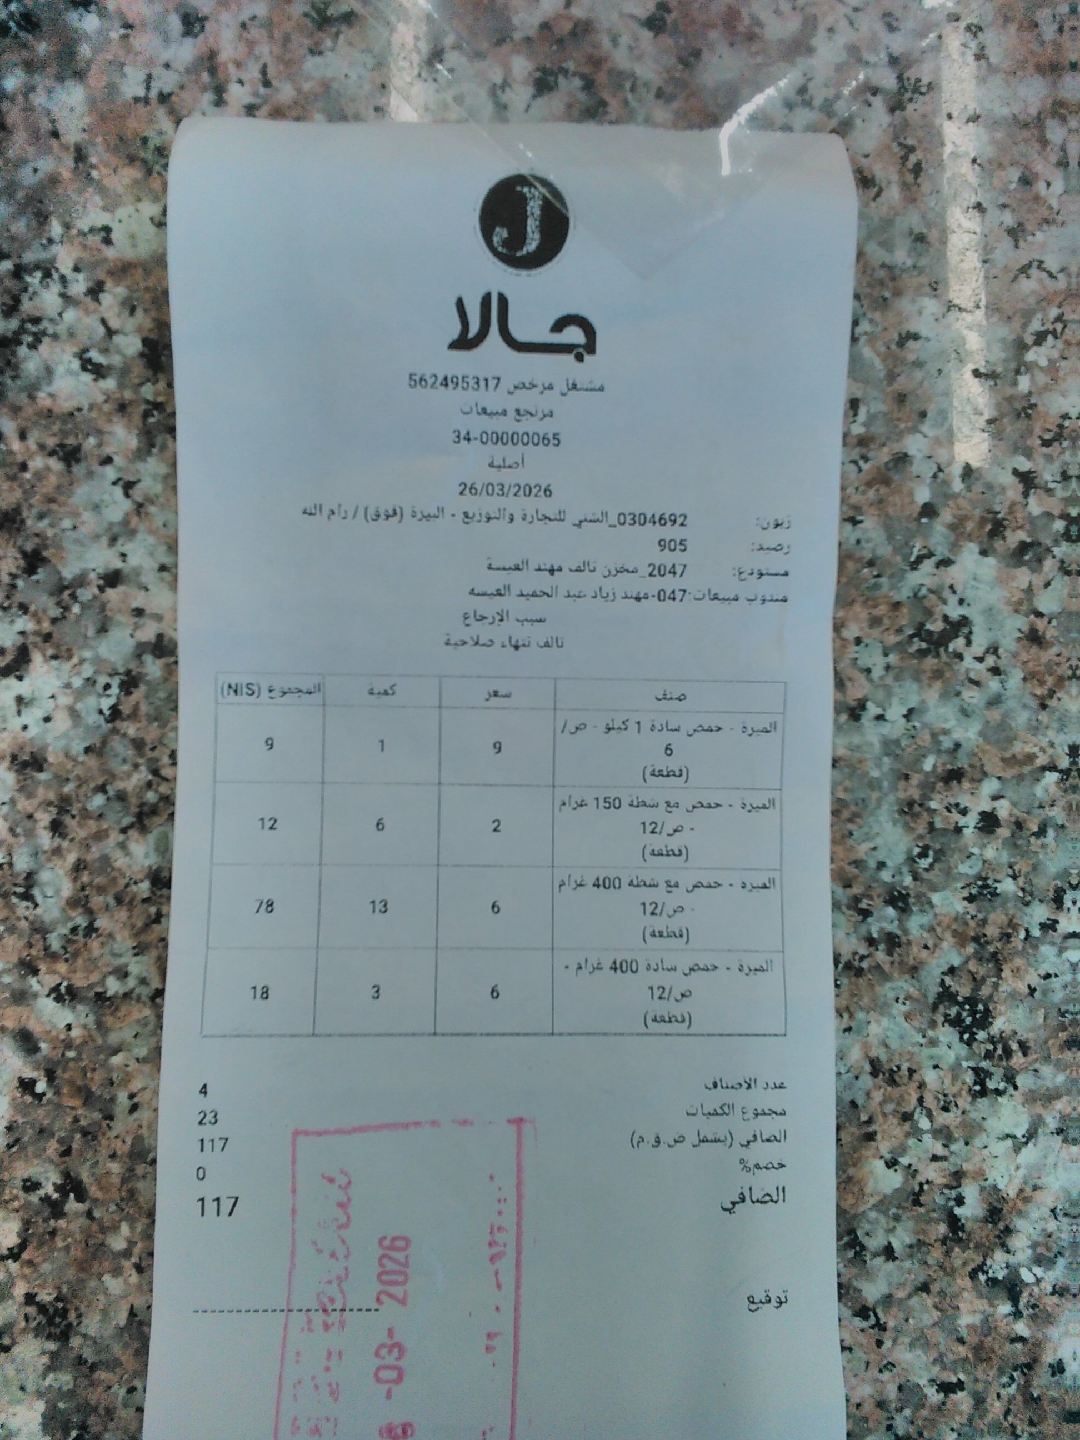 J
جالا
مشتغل مرخص 562495317
مرتجع مبيعات
34-00000065
أصلية
26/03/2026
زبون: 0304692_الشني للتجارة والتوزيع - البيرة (فوق) / رام الله
رصيد: 905
مستودع: 2047_مخزن تالف مهند العيسة
مندوب مبيعات: 047-مهند زياد عبد الحميد العيسه
سبب الإرجاع
تالف نتهاء صلاحية
صنف سعر كمية المجموع (NIS)
الميرة - حمص سادة 1 كيلو - ص/
6 9 1 9
(قطعة)
الميرة - حمص مع شطة 150 غرام
- ص/12 2 6 12
(قطعة)
الميرة - حمص مع شطة 400 غرام
- ص/12 6 13 78
(قطعة)
الميرة - حمص سادة 400 غرام -
ص/12 6 3 18
(قطعة)
عدد الأصناف 4
مجموع الكميات 23
الصافي (يشمل ض.ق.م) 117
خصم% 0
الصافي 117
توقيع
-03- 2026